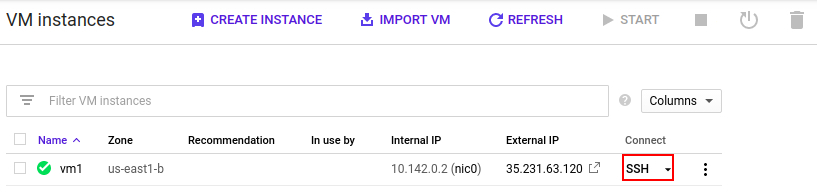 VM instances CREATE INSTANCE IMPORT VM REFRESH START
Filter VM instances ? Columns
Name Zone Recommendation In use by Internal IP External IP Connect
vm1 us-east1-b 10.142.0.2 (nic0) 35.231.63.120 SSH